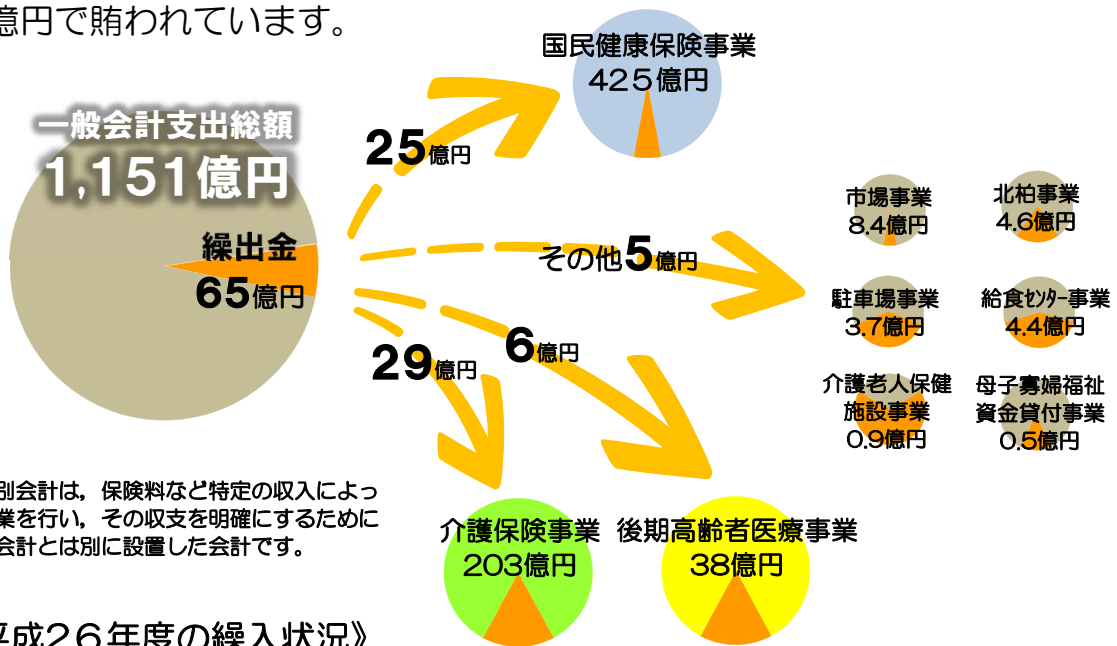 億円で賄われています。
一般会計支出総額
1,151億円
繰出金
65億円
25億円
国民健康保険事業
425億円
その他5億円
市場事業
8.4億円
北柏事業
4.6億円
駐車場事業
3.7億円
給食センター事業
4.4億円
介護老人保健
施設事業
0.9億円
母子寡婦福祉
資金貸付事業
0.5億円
29億円
6億円
介護保険事業
203億円
後期高齢者医療事業
38億円
別会計は，保険料など特定の収入によっ
業を行い，その収支を明確にするために
会計とは別に設置した会計です。
平成２６年度の繰入状況》